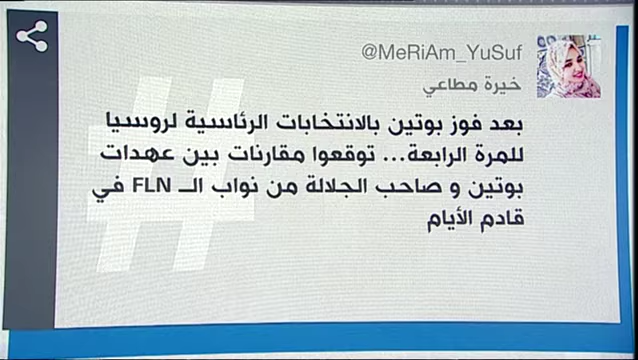 @MeRiAm_YuSuf
خيرة مطاعي
بعد فوز بوتين بالانتخابات الرئاسية لروسيا
للمرة الرابعة... توقعوا مقارنات بين عهدات
بوتين و صاحب الجلالة من نواب الـ FLN في
قادم الأيام